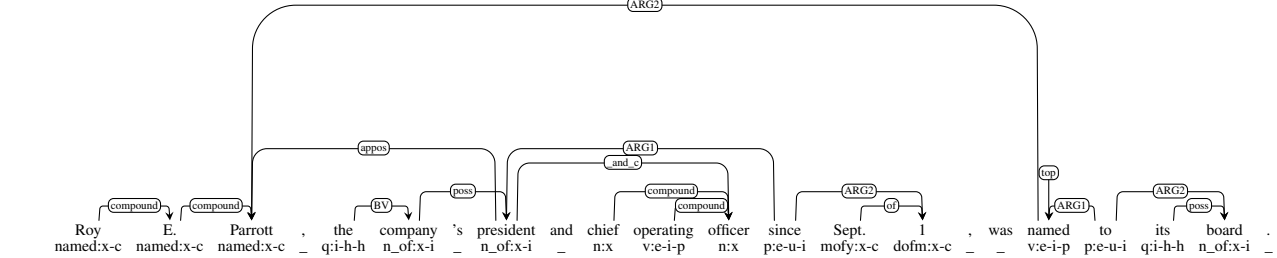 ARG2
appos ARG1
_and_c
top
poss compound ARG2 ARG2
compound compound BV compound of ARG1 poss
Roy E. Parrott , the company 's president and chief operating officer since Sept. 1 , was named to its board .
named:x-c named:x-c named:x-c _ q:i-h-h n_of:x-i _ n_of:x-i _ n:x v:e-i-p n:x p:e-u-i mofy:x-c dofm:x-c _ _ v:e-i-p p:e-u-i q:i-h-h n_of:x-i _